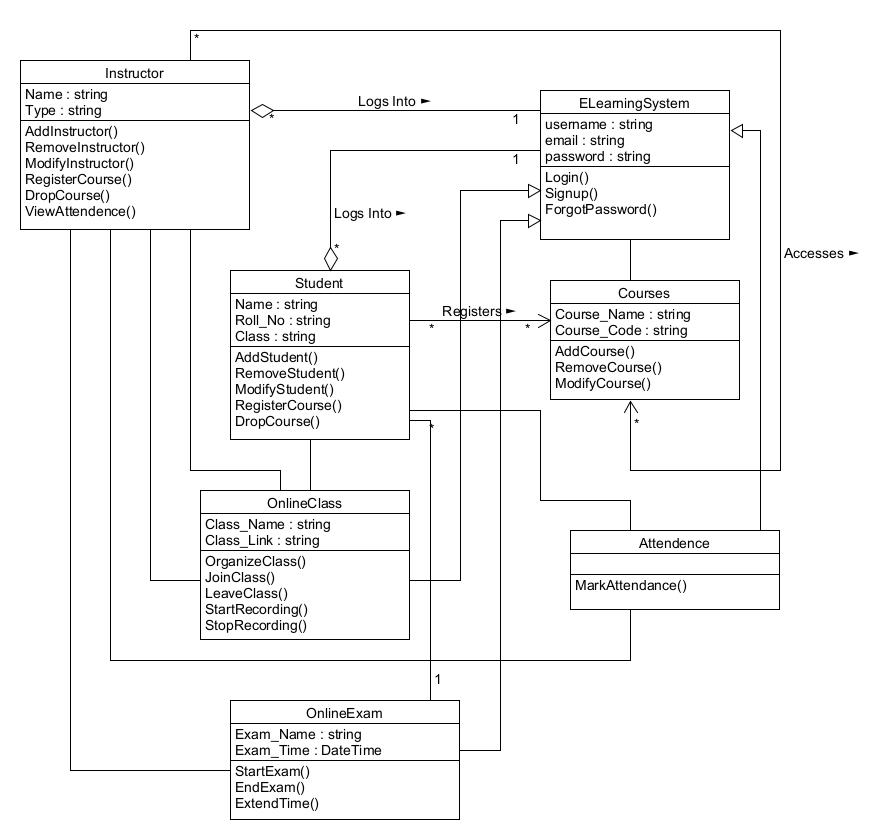 *
Instructor
Name : string
Type : string
AddInstructor()
RemoveInstructor()
ModifyInstructor()
RegisterCourse()
DropCourse()
ViewAttendence()
Logs Into ►
*
1
ELearningSystem
username : string
email : string
password : string
Login()
Signup()
ForgotPassword()
1
Logs Into ►
*
Accesses ►
Student
Name : string
Roll_No : string
Class : string
AddStudent()
RemoveStudent()
ModifyStudent()
RegisterCourse()
DropCourse()
Registers ►
*
*
Courses
Course_Name : string
Course_Code : string
AddCourse()
RemoveCourse()
ModifyCourse()
*
*
OnlineClass
Class_Name : string
Class_Link : string
OrganizeClass()
JoinClass()
LeaveClass()
StartRecording()
StopRecording()
Attendence
MarkAttendance()
1
OnlineExam
Exam_Name : string
Exam_Time : DateTime
StartExam()
EndExam()
ExtendTime()